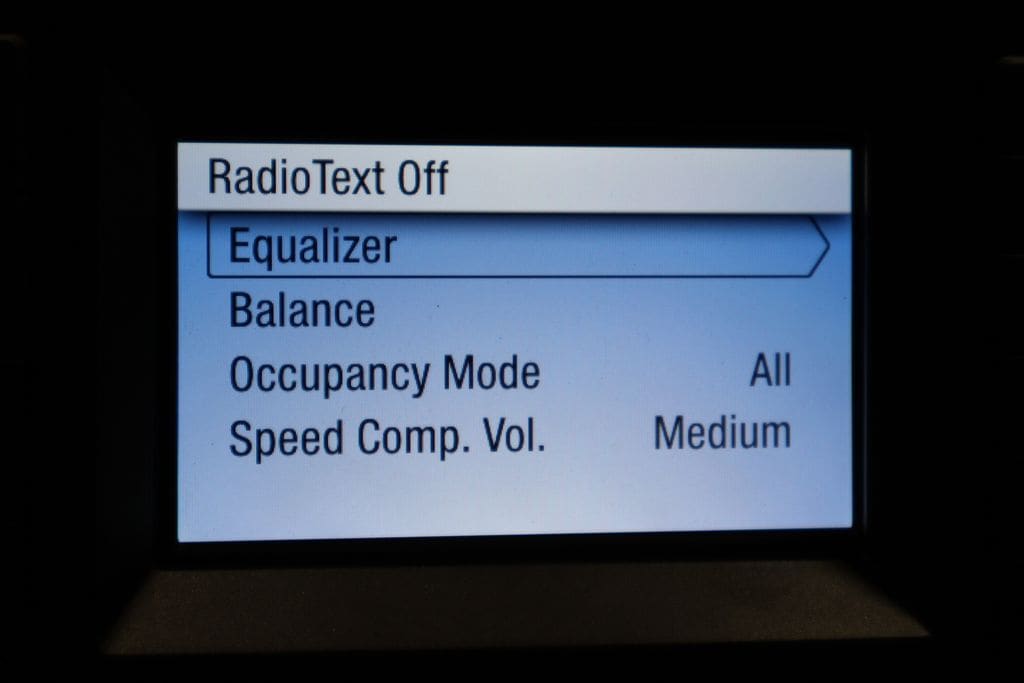 RadioText Off
Equalizer
Balance
Occupancy Mode All
Speed Comp. Vol. Medium